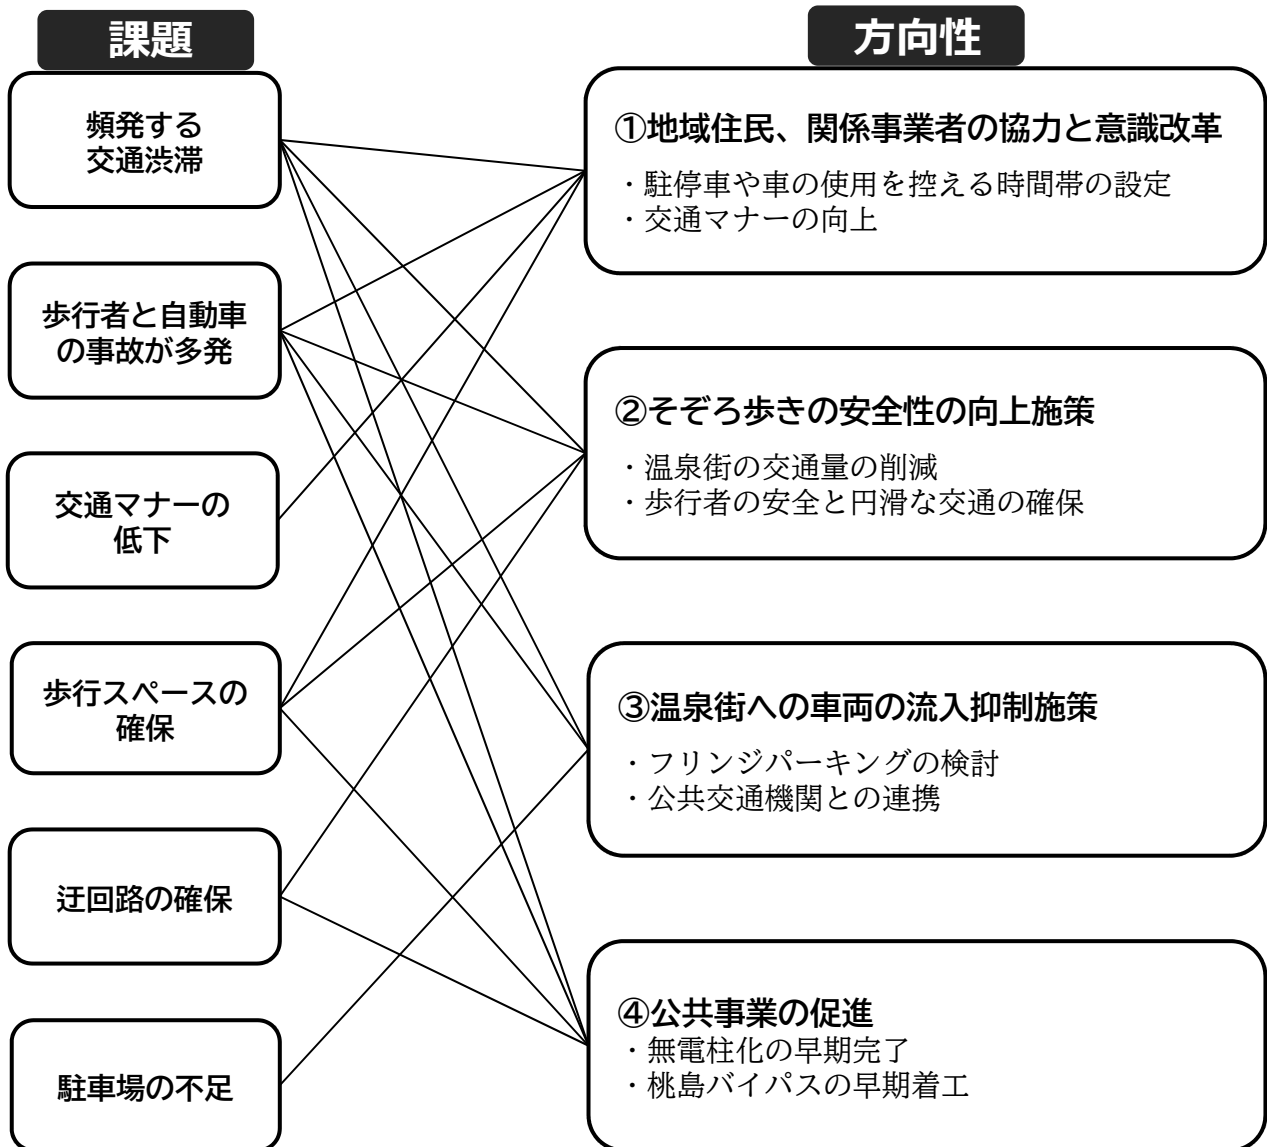 課題
頻発する
交通渋滞
歩行者と自動車
の事故が多発
交通マナーの
低下
歩行スペースの
確保
迂回路の確保
駐車場の不足
方向性
①地域住民、関係事業者の協力と意識改革
・駐停車や車の使用を控える時間帯の設定
・交通マナーの向上
②そぞろ歩きの安全性の向上施策
・温泉街の交通量の削減
・歩行者の安全と円滑な交通の確保
③温泉街への車両の流入抑制施策
・フリンジパーキングの検討
・公共交通機関との連携
④公共事業の促進
・無電柱化の早期完了
・桃島バイパスの早期着工